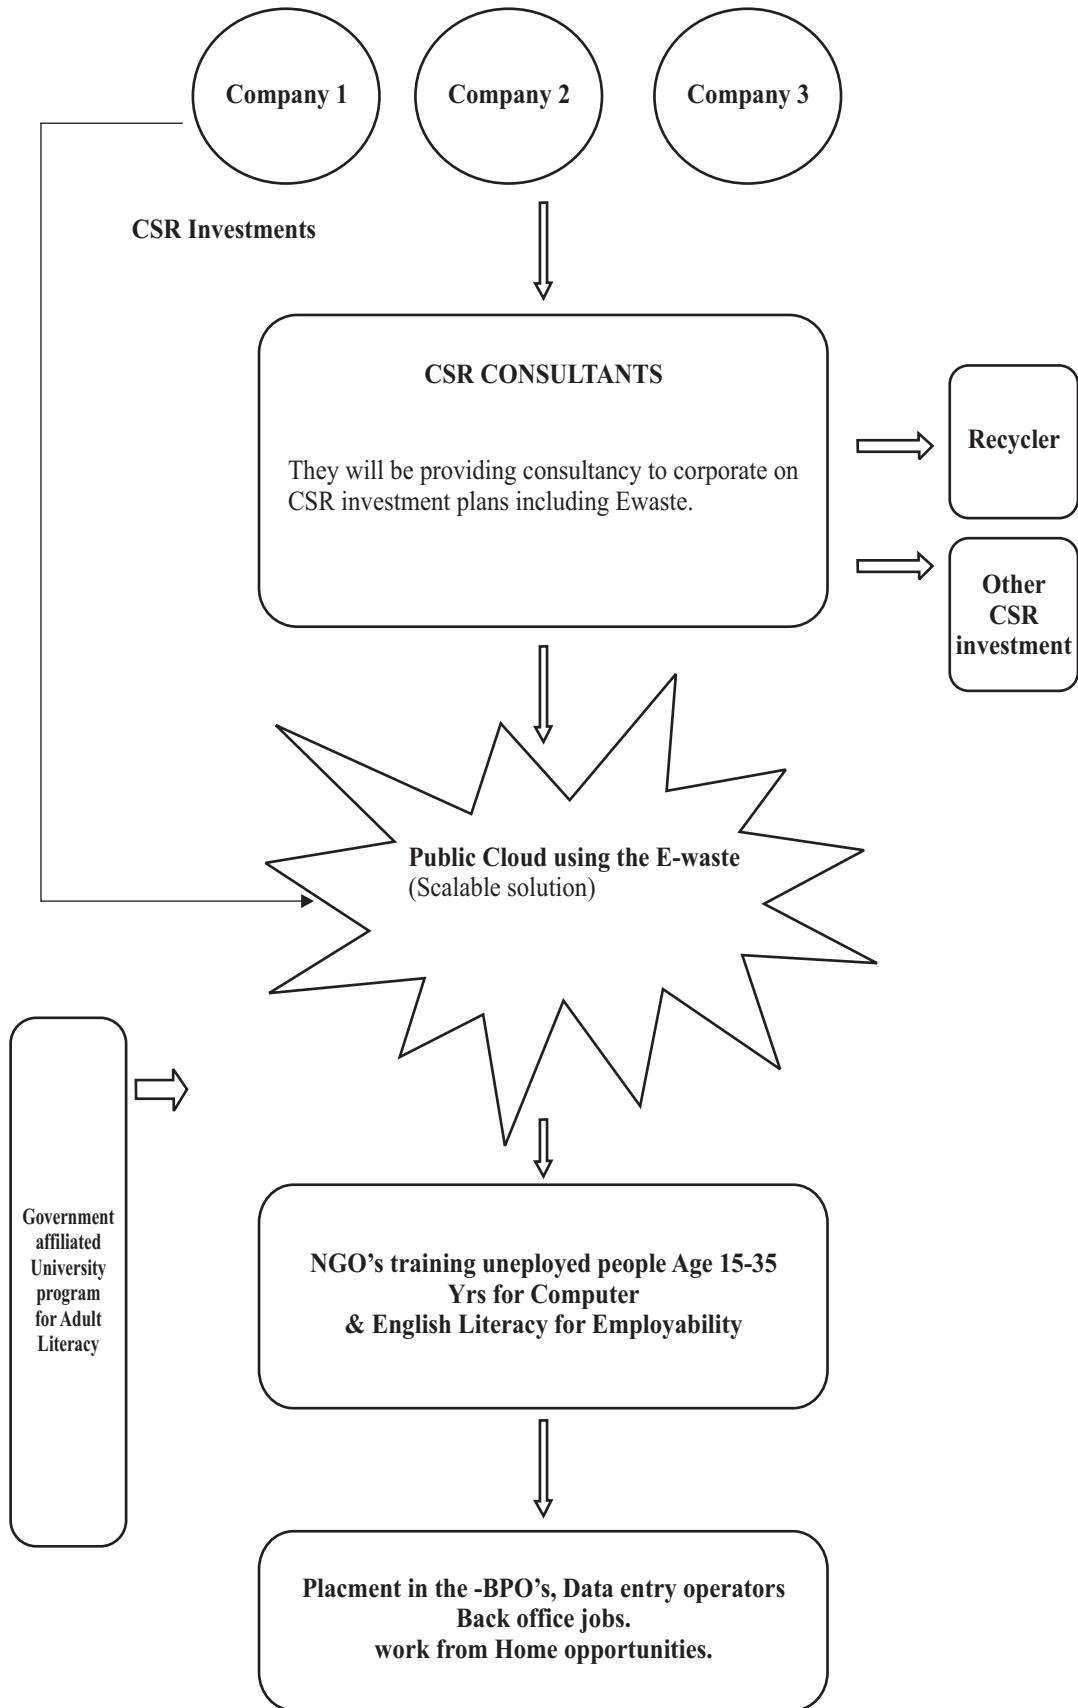 Company 1
Company 2
Company 3
CSR Investments
CSR CONSULTANTS
They will be providing consultancy to corporate on
CSR investment plans including Ewaste.
Recycler
Other
CSR
investment
Public Cloud using the E-waste
(Scalable solution)
Government
affiliated
University
program
for Adult
Literacy
NGO’s training uneployed people Age 15-35
Yrs for Computer
& English Literacy for Employability
Placment in the -BPO’s, Data entry operators
Back office jobs.
work from Home opportunities.